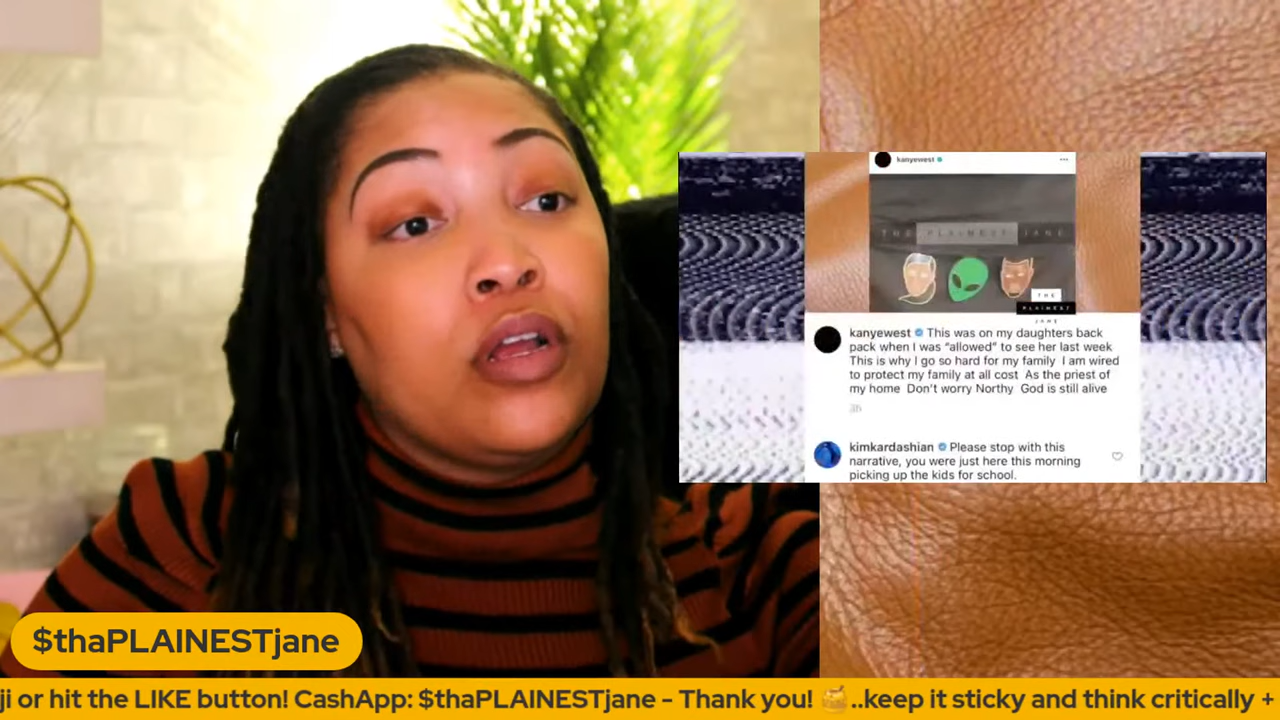 kanyewest
THE PLAINEST JANE
THE
PLAINEST
JANE
kanyewest This was on my daughters back
pack when I was “allowed” to see her last week
This is why I go so hard for my family I am wired
to protect my family at all cost As the priest of
my home Don't worry Northy God is still alive
3h
kimkardashian Please stop with this
narrative, you were just here this morning
picking up the kids for school.
$thaPLAINESTjane
ji or hit the LIKE button! CashApp: $thaPLAINESTjane - Thank you! 🍯..keep it sticky and think critically +